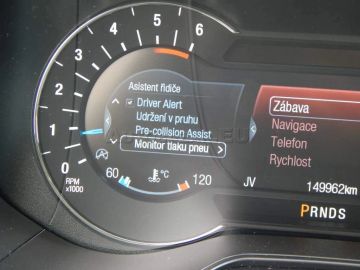 6
5
4
3
2
1
0
RPM
x1000
Asistent řidiče
Driver Alert
Udržení v pruhu
Pre-collision Assist
Monitor tlaku pneu
60
°C
120
Zábava
Navigace
Telefon
Rychlost
JV
149962km
PRNDS